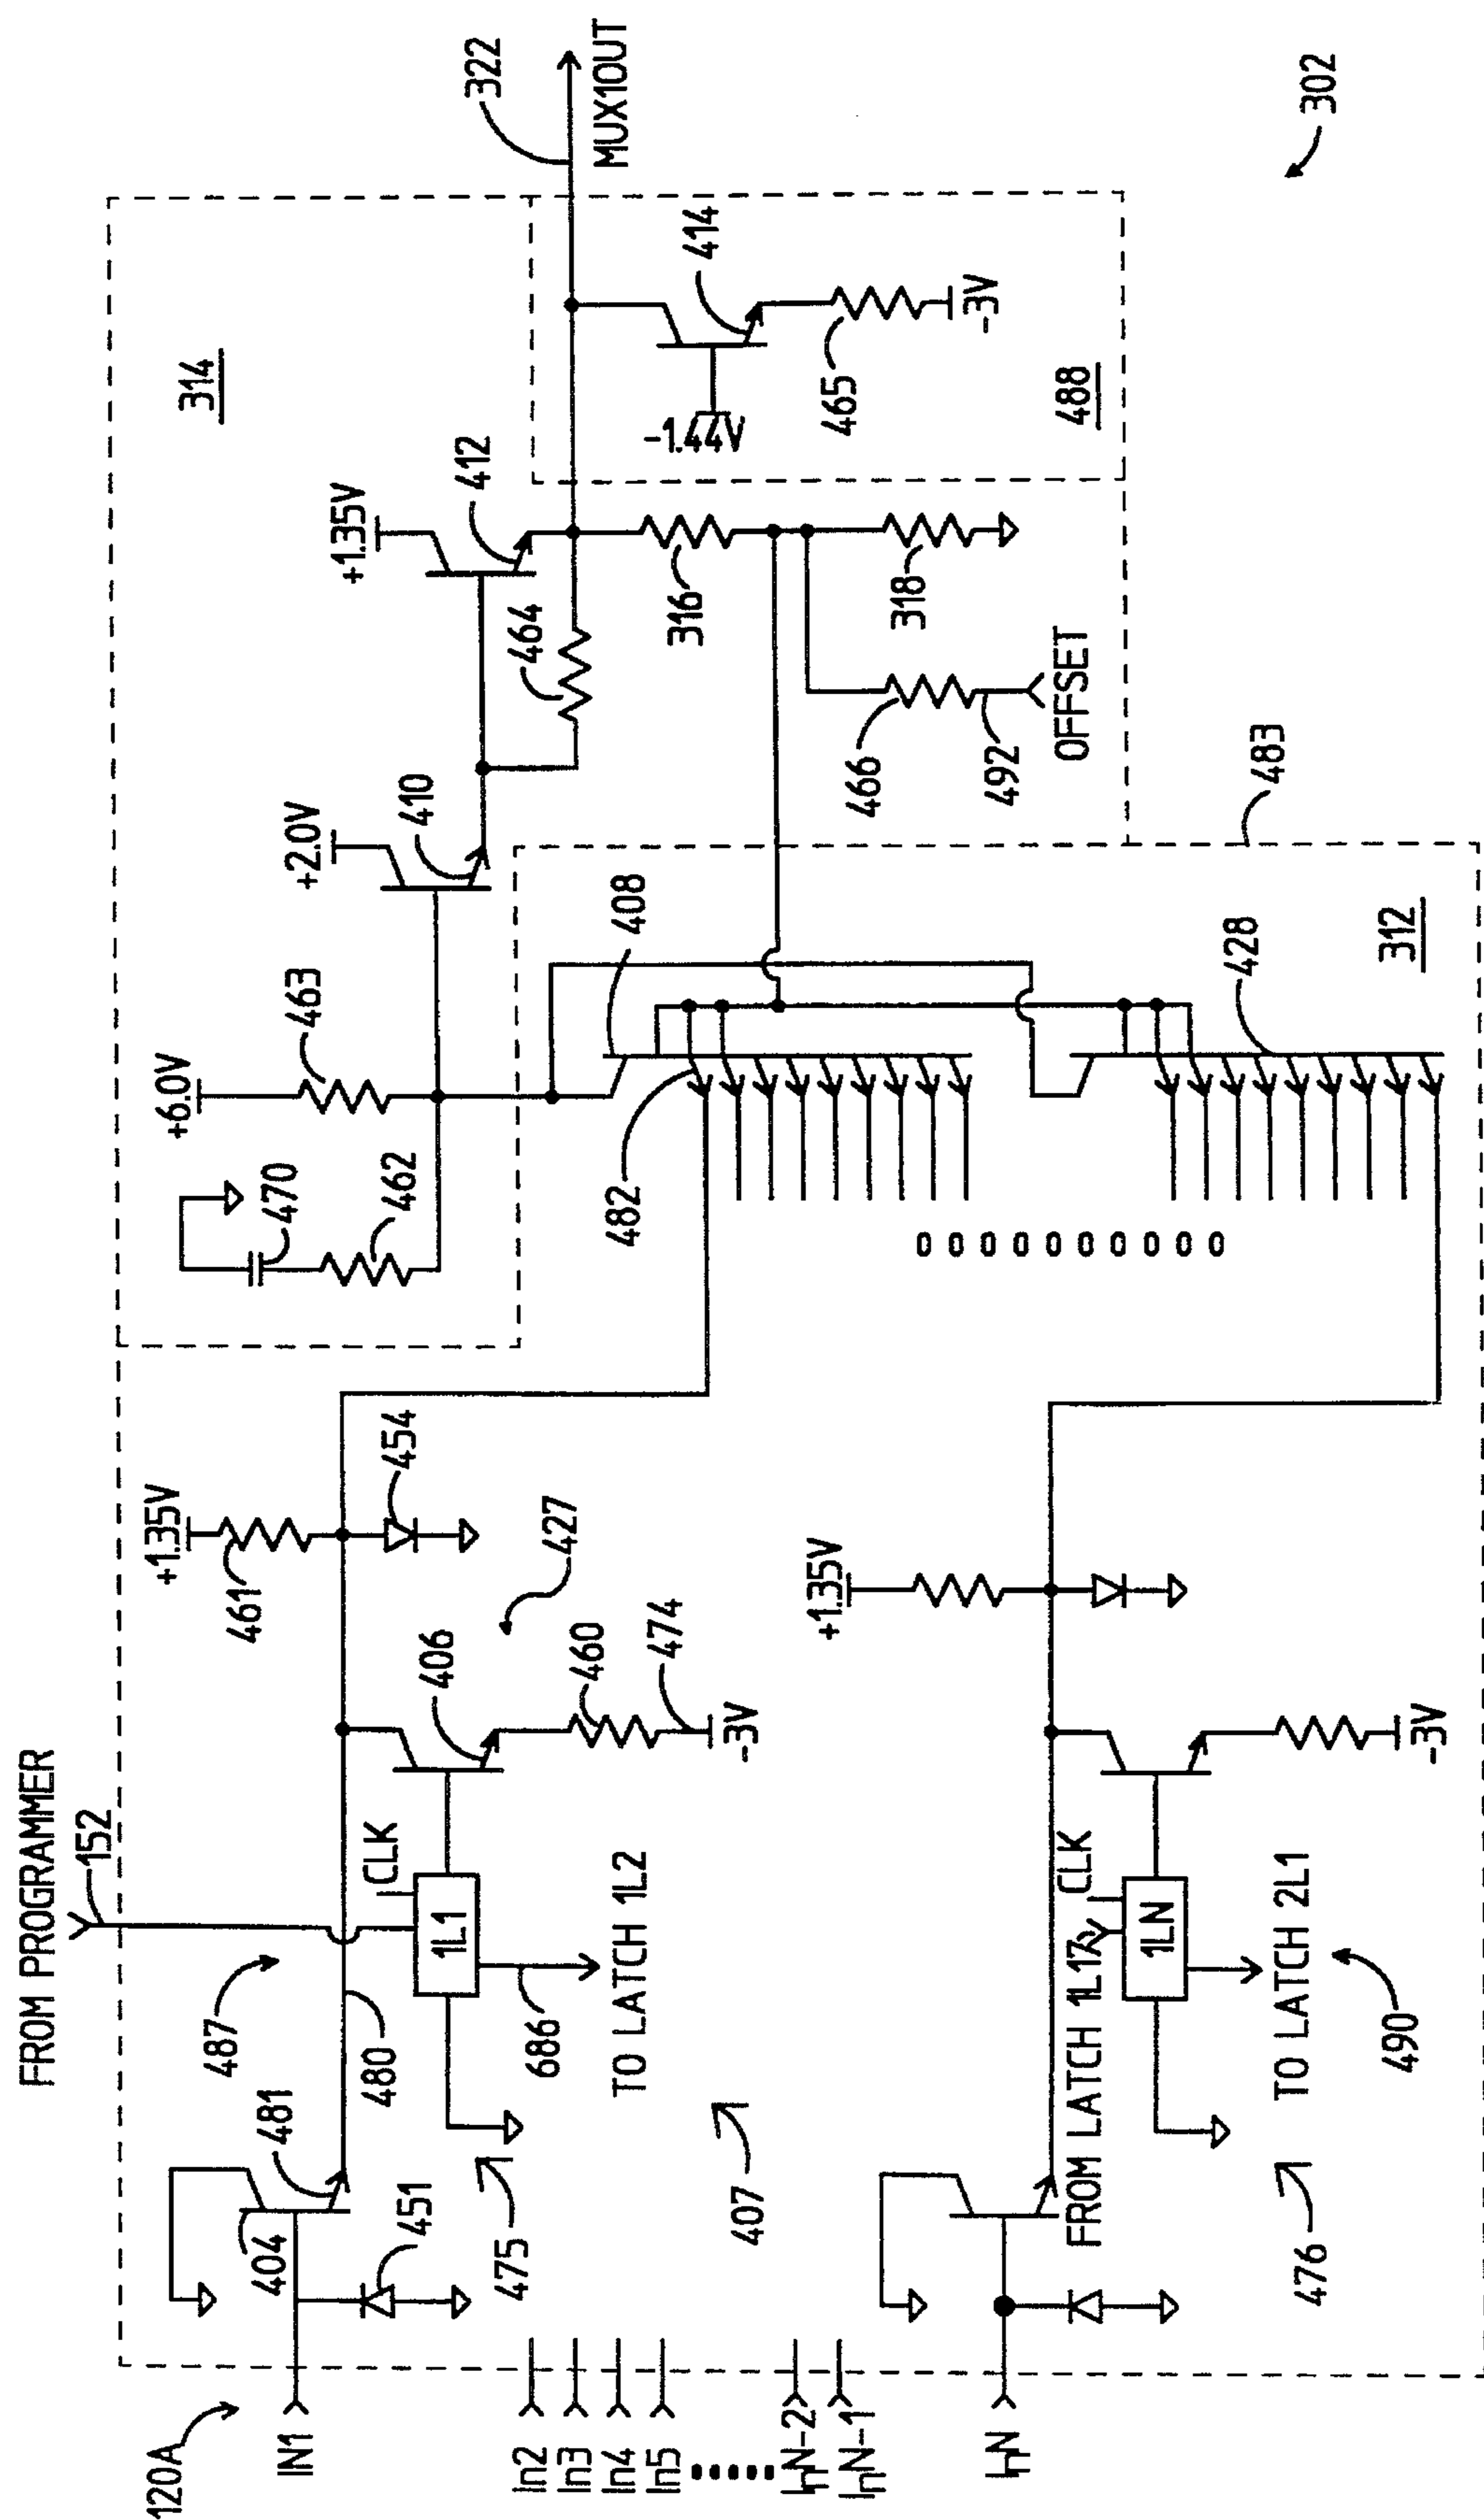 FROM PROGRAMMER
152
120A
IN1
In2
In3
In4
In5
InN-2
InN-1
InN
487
404
481
451
480
475
1L1
CLK
686
TO LATCH 1L2
407
406
427
460
474
-3V
+1.35V
461
454
FROM LATCH 1L17
CLK
1LN
TO LATCH 2L1
476
490
-3V
+1.35V
470
462
+6.0V
463
482
408
428
312
483
+2.0V
410
314
464
+1.35V
412
316
318
466
492
OFFSET
-1.44V
414
465
-3V
488
322
MUX1OUT
302